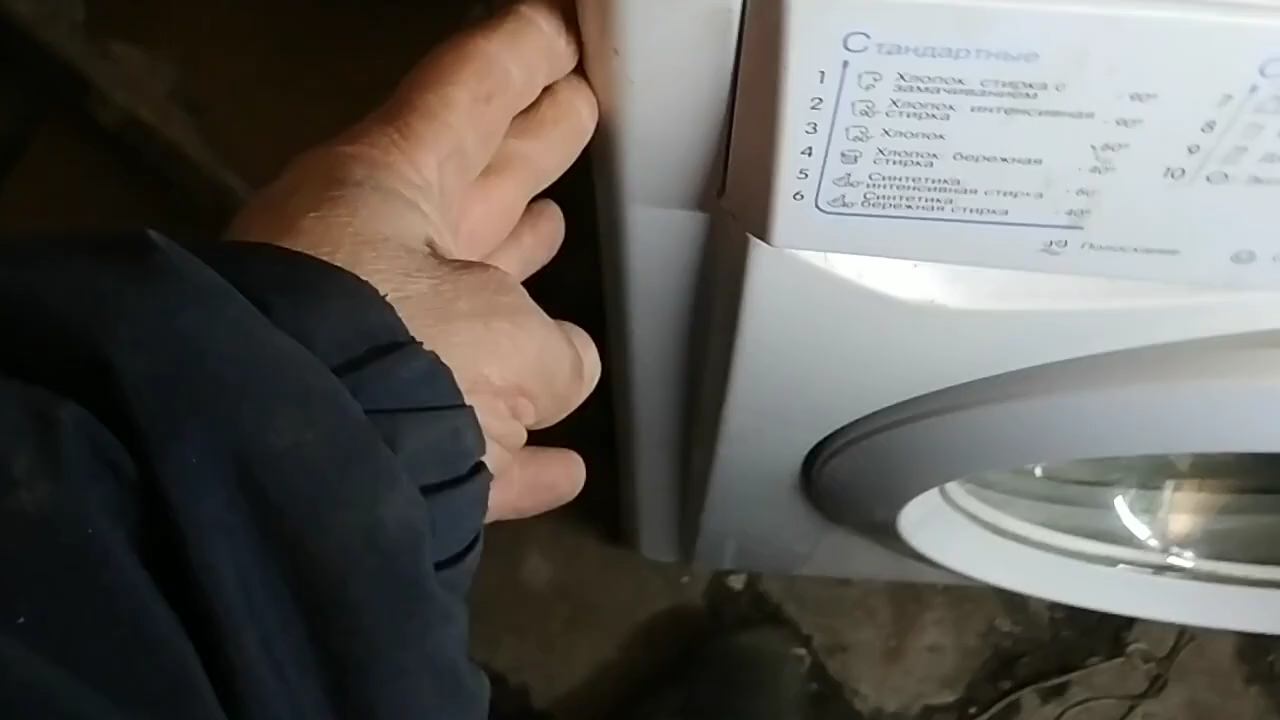 Стандартные
1 Хлопок: стирка с замачиванием · 90°
2 Хлопок интенсивная стирка · 90°
3 Хлопок · 60°
4 Хлопок бережная стирка · 40°
5 Синтетика: интенсивная стирка · 60°
6 Синтетика: бережная стирка · 40°
Полоскание
7
8
9
10